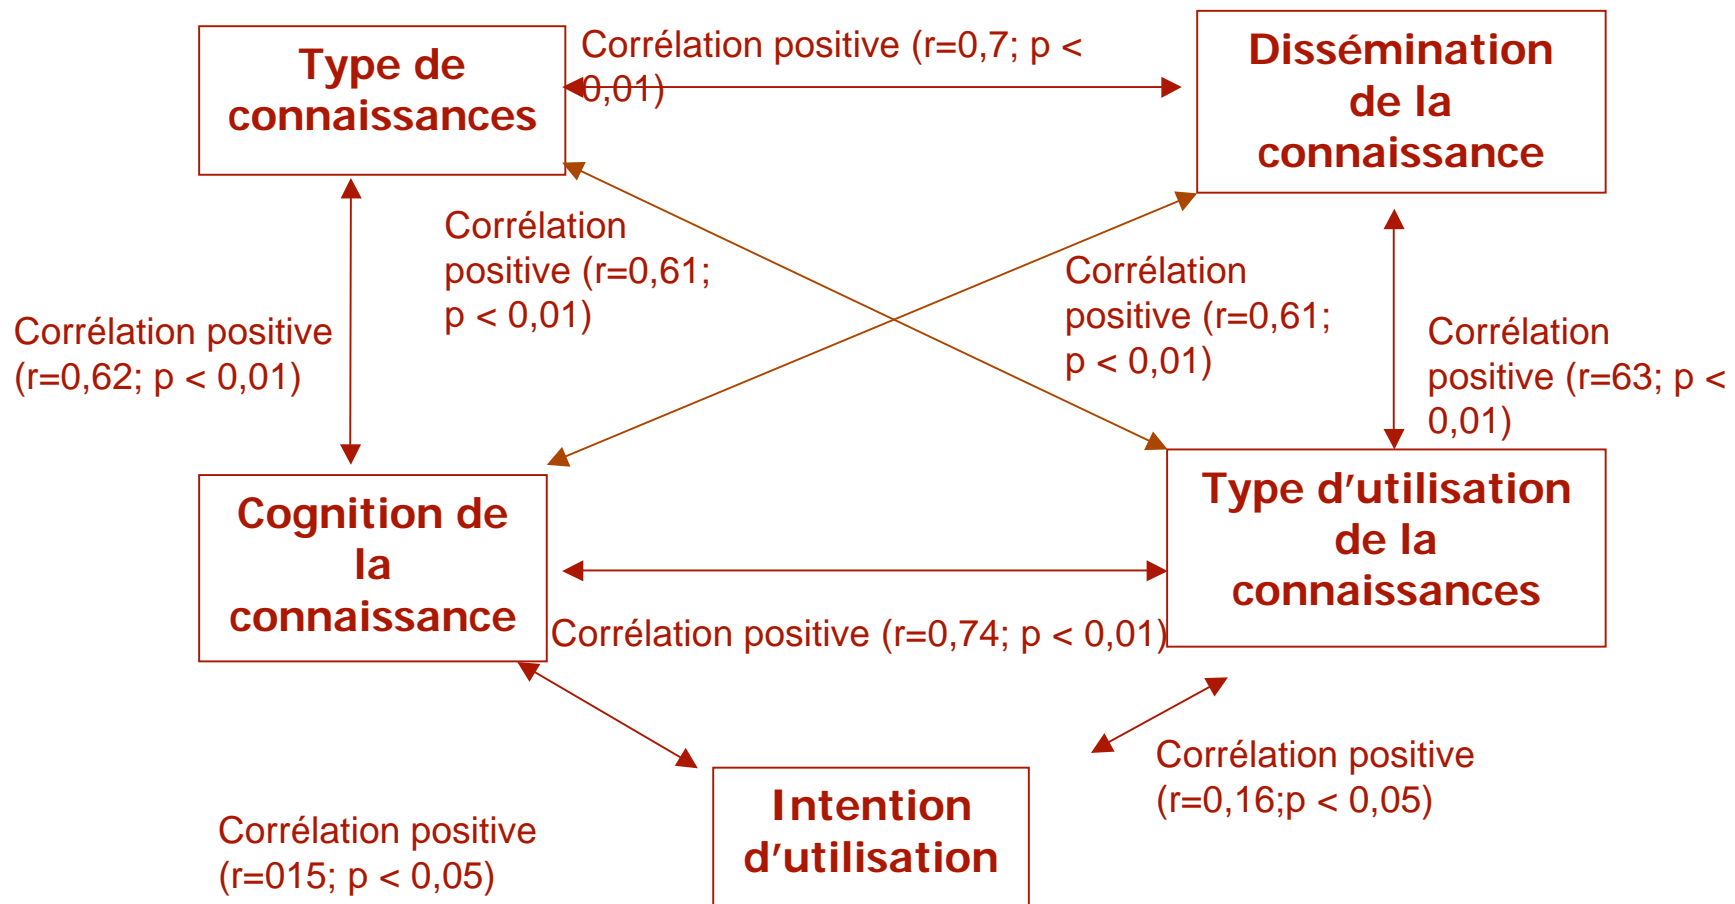 Type de
connaissances
Corrélation positive (r=0,7; p <
0,01)
Dissémination
de la
connaissance
Corrélation
positive (r=0,61;
p < 0,01)
Corrélation
positive (r=0,61;
p < 0,01)
Corrélation positive
(r=0,62; p < 0,01)
Corrélation
positive (r=63; p <
0,01)
Cognition de
la
connaissance
Type d'utilisation
de la
connaissances
Corrélation positive (r=0,74; p < 0,01)
Corrélation positive
(r=0,16;p < 0,05)
Intention
d'utilisation
Corrélation positive
(r=015; p < 0,05)